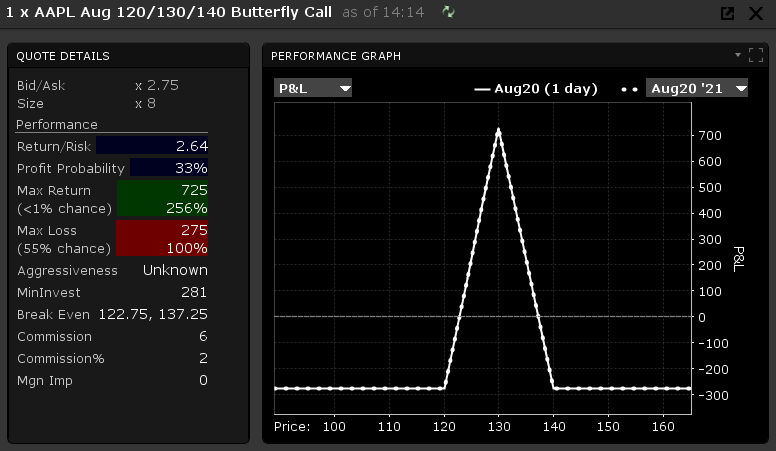 1 x AAPL Aug 120/130/140 Butterfly Call as of 14:14
QUOTE DETAILS
Bid/Ask x 2.75
Size x 8
Performance
Return/Risk 2.64
Profit Probability 33%
Max Return 725
(<1% chance) 256%
Max Loss 275
(55% chance) 100%
Aggressiveness Unknown
MinInvest 281
Break Even 122.75, 137.25
Commission 6
Commission% 2
Mgn Imp 0
PERFORMANCE GRAPH
P&L Aug20 (1 day) Aug20 '21
700
600
500
400
300
200
100
0
-100
-200
-300
P&L
Price: 100 120 130 140 150 160